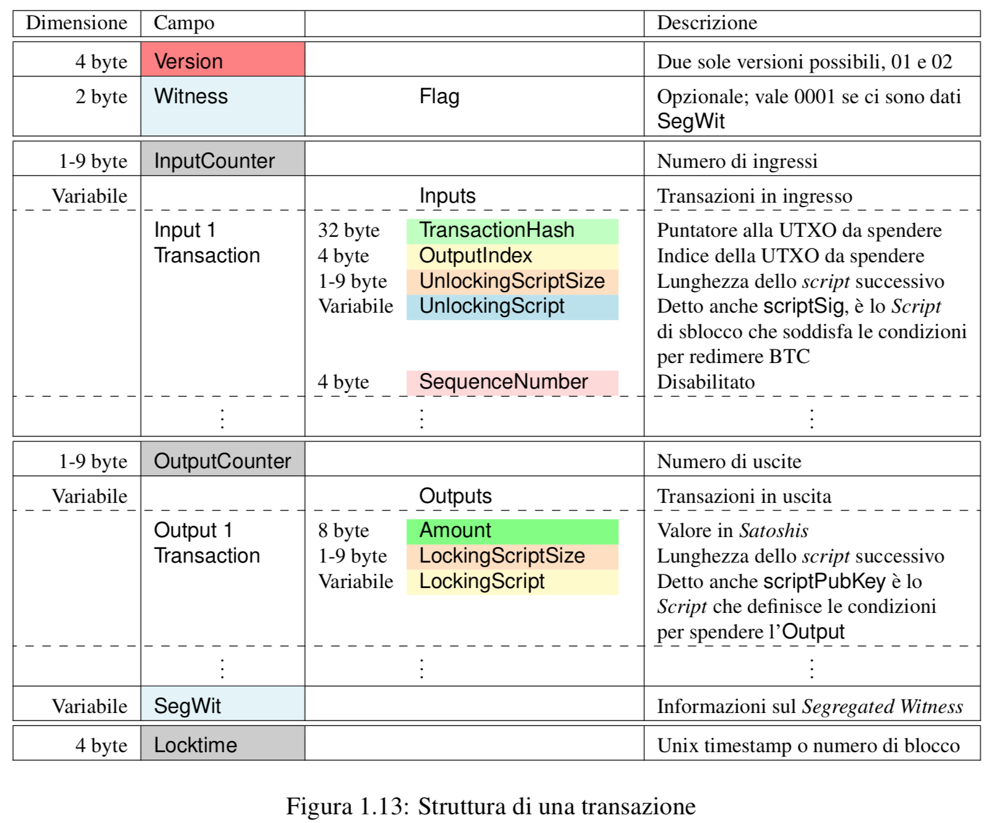 Dimensione Campo Descrizione
4 byte Version Due sole versioni possibili, 01 e 02
2 byte Witness Flag Opzionale; vale 0001 se ci sono dati
SegWit
1-9 byte InputCounter Numero di ingressi
Variabile Inputs Transazioni in ingresso
Input 1 32 byte TransactionHash Puntatore alla UTXO da spendere
Transaction 4 byte OutputIndex Indice della UTXO da spendere
1-9 byte UnlockingScriptSize Lunghezza dello script successivo
Variabile UnlockingScript Detto anche scriptSig, è lo Script
di sblocco che soddisfa le condizioni
per redimere BTC
4 byte SequenceNumber Disabilitato
⋮ ⋮ ⋮
1-9 byte OutputCounter Numero di uscite
Variabile Outputs Transazioni in uscita
Output 1 8 byte Amount Valore in Satoshis
Transaction 1-9 byte LockingScriptSize Lunghezza dello script successivo
Variabile LockingScript Detto anche scriptPubKey è lo
Script che definisce le condizioni
per spendere l'Output
⋮ ⋮ ⋮
Variabile SegWit Informazioni sul Segregated Witness
4 byte Locktime Unix timestamp o numero di blocco
Figura 1.13: Struttura di una transazione